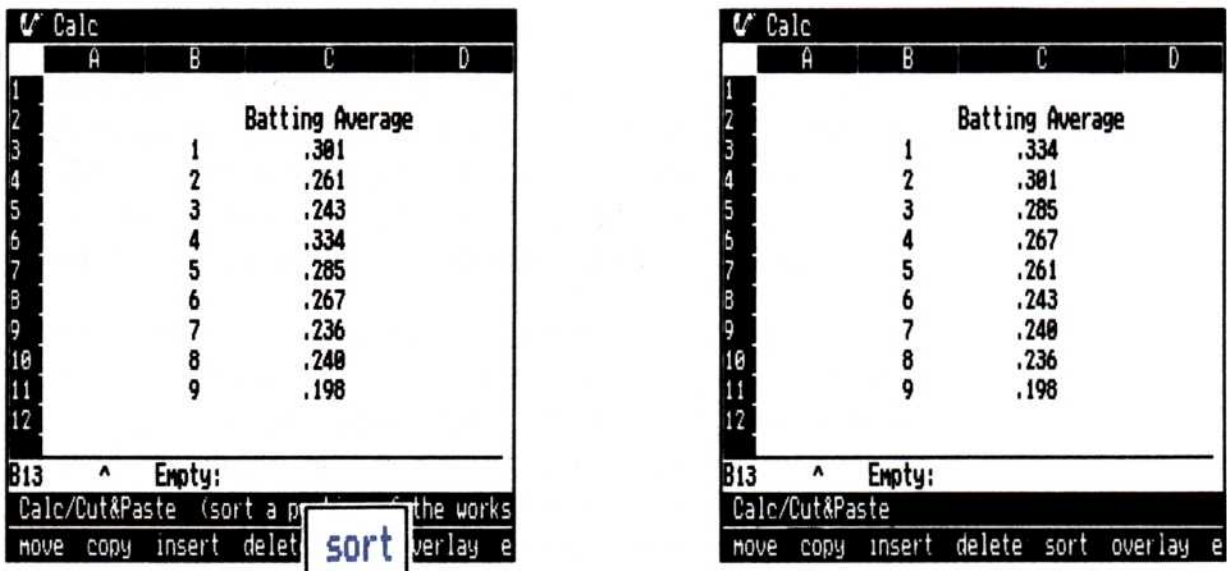 Calc
A B C D
1
2 Batting Average
3 1 .301
4 2 .261
5 3 .243
6 4 .334
7 5 .285
8 6 .267
9 7 .236
10 8 .240
11 9 .198
12
B13 ^ Empty:
Calc/Cut&Paste (sort a the works
move copy insert delet sort verlay e
Calc
A B C D
1
2 Batting Average
3 1 .334
4 2 .301
5 3 .285
6 4 .267
7 5 .261
8 6 .243
9 7 .240
10 8 .236
11 9 .198
12
B13 ^ Empty:
Calc/Cut&Paste
move copy insert delete sort overlay e